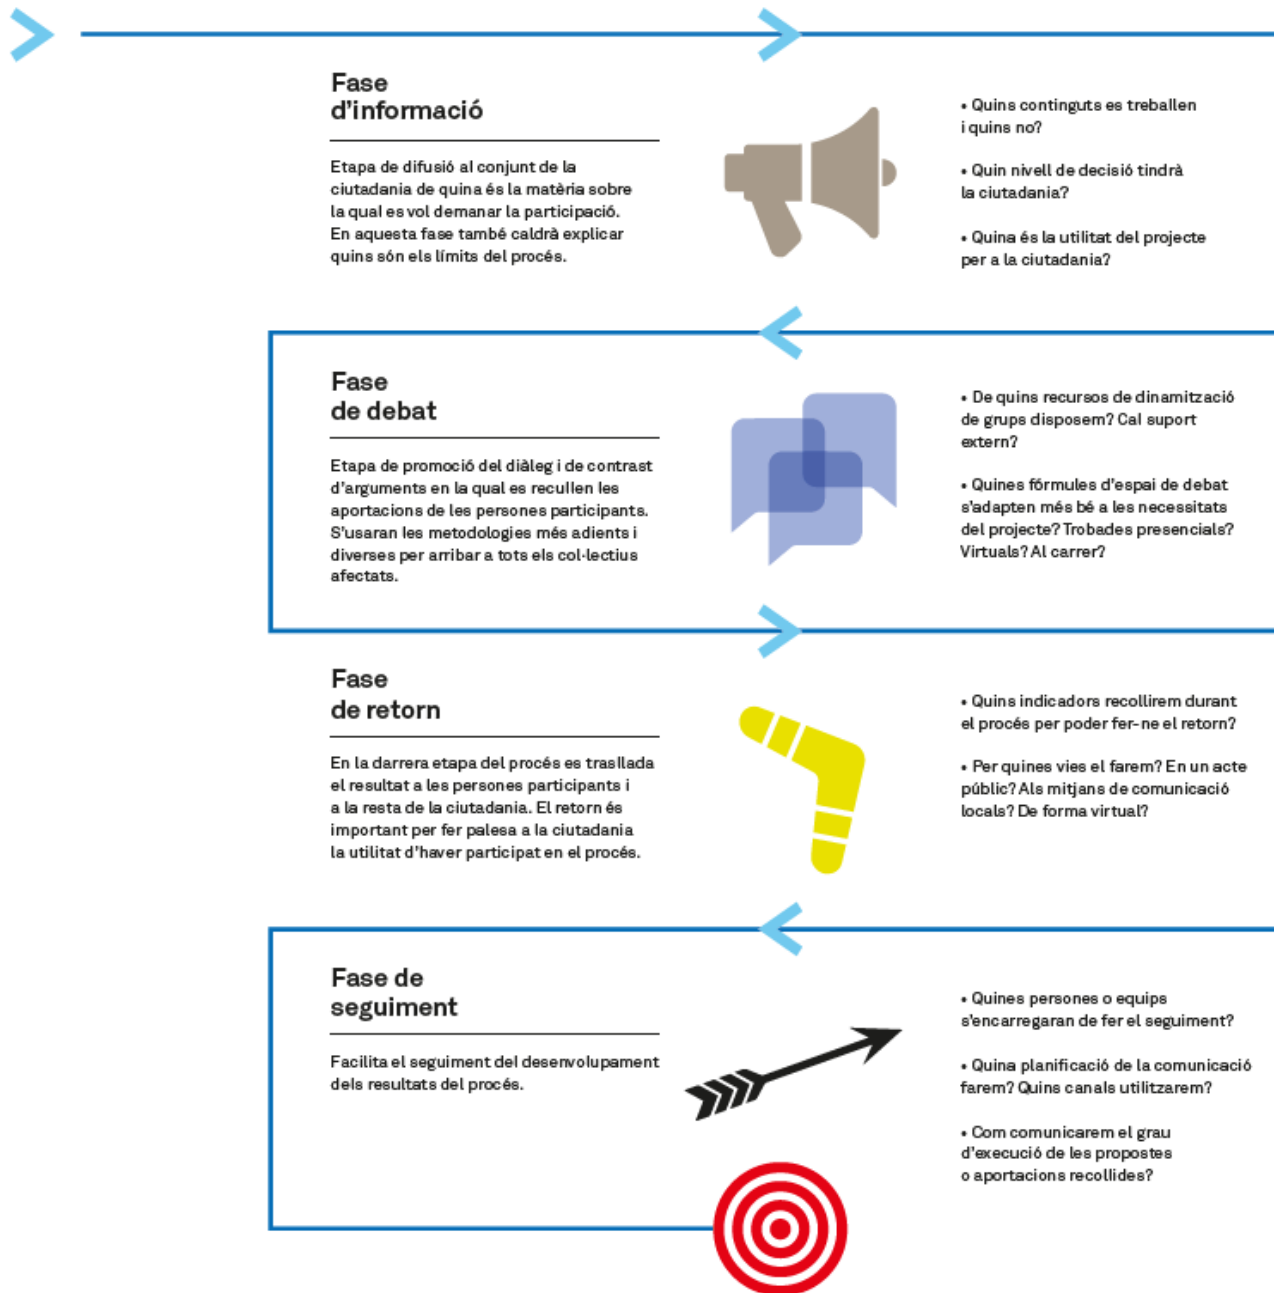 Fase
d'informació
Etapa de difusió al conjunt de la
ciutadania de quina és la matèria sobre
la qual es vol demanar la participació.
En aquesta fase també caldrà explicar
quins són els límits del procés.
• Quins continguts es treballen
i quins no?
• Quin nivell de decisió tindrà
la ciutadania?
• Quina és la utilitat del projecte
per a la ciutadania?
Fase
de debat
Etapa de promoció del diàleg i de contrast
d'arguments en la qual es recullen les
aportacions de les persones participants.
S'usaran les metodologies més adients i
diverses per arribar a tots els col·lectius
afectats.
• De quins recursos de dinamització
de grups disposem? Cal suport
extern?
• Quines fórmules d'espai de debat
s'adapten més bé a les necessitats
del projecte? Trobades presencials?
Virtuals? Al carrer?
Fase
de retorn
En la darrera etapa del procés es trasllada
el resultat a les persones participants i
a la resta de la ciutadania. El retorn és
important per fer palesa a la ciutadania
la utilitat d'haver participat en el procés.
• Quins indicadors recollirem durant
el procés per poder fer-ne el retorn?
• Per quines vies el farem? En un acte
públic? Als mitjans de comunicació
locals? De forma virtual?
Fase de
seguiment
Facilita el seguiment del desenvolupament
dels resultats del procés.
• Quines persones o equips
s'encarregaran de fer el seguiment?
• Quina planificació de la comunicació
farem? Quins canals utilitzarem?
• Com comunicarem el grau
d'execució de les propostes
o aportacions recollides?